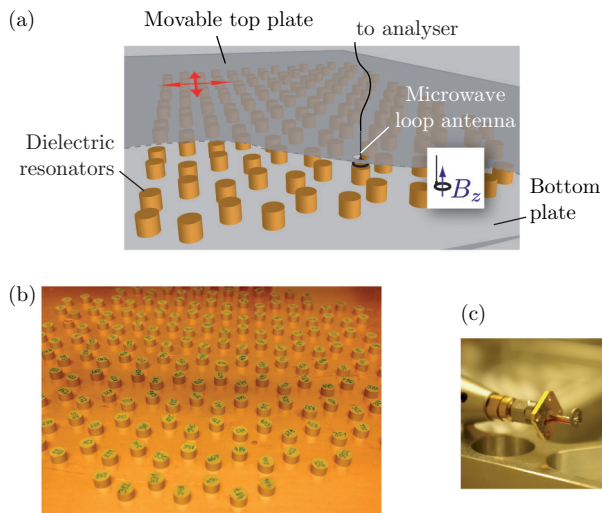 (a)
Movable top plate
to analyser
Microwave
loop antenna
Dielectric
resonators
B_z
Bottom
plate
(b)
(c)